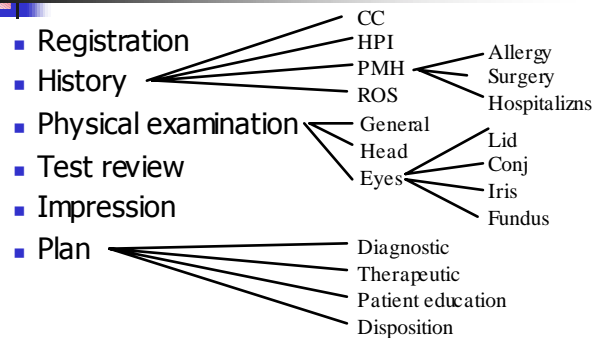 Registration
History
Physical examination
Test review
Impression
Plan
CC
HPI
PMH
ROS
Allergy
Surgery
Hospitalizns
General
Head
Eyes
Lid
Conj
Iris
Fundus
Diagnostic
Therapeutic
Patient education
Disposition